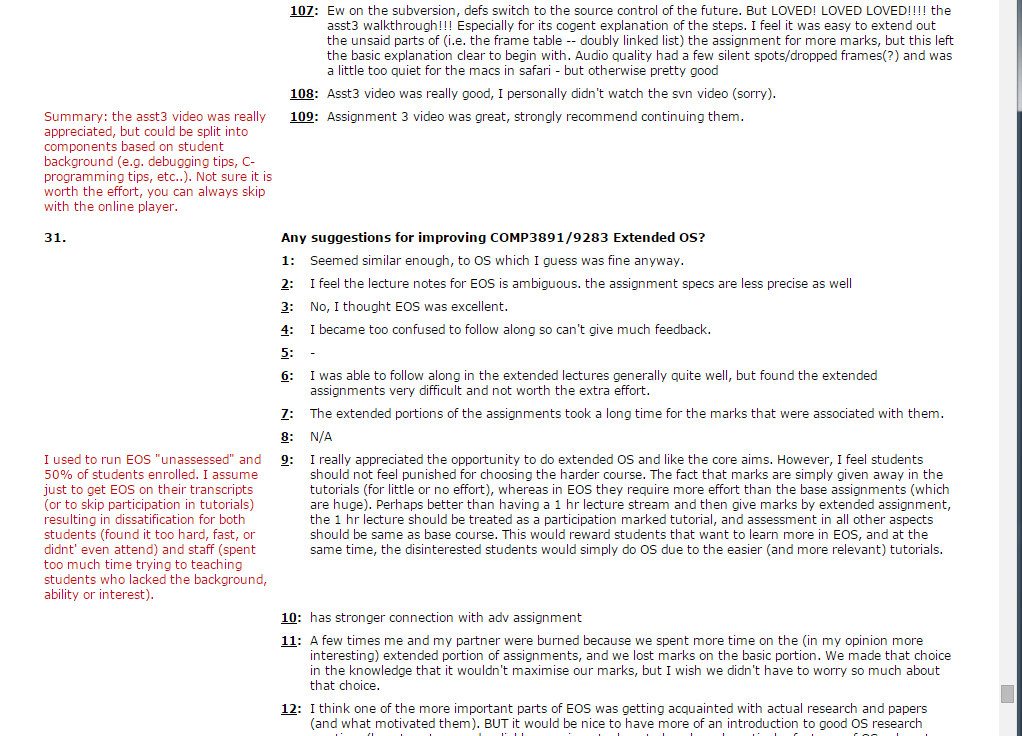 107: Ew on the subversion, defs switch to the source control of the future. But LOVED! LOVED LOVED!!!! the
asst3 walkthrough!!! Especially for its cogent explanation of the steps. I feel it was easy to extend out
the unsaid parts of (i.e. the frame table -- doubly linked list) the assignment for more marks, but this left
the basic explanation clear to begin with. Audio quality had a few silent spots/dropped frames(?) and was
a little too quiet for the macs in safari - but otherwise pretty good
108: Asst3 video was really good, I personally didn't watch the svn video (sorry).
109: Assignment 3 video was great, strongly recommend continuing them.
Summary: the asst3 video was really
appreciated, but could be split into
components based on student
background (e.g. debugging tips, C-
programming tips, etc..). Not sure it is
worth the effort, you can always skip
with the online player.
31. Any suggestions for improving COMP3891/9283 Extended OS?
1: Seemed similar enough, to OS which I guess was fine anyway.
2: I feel the lecture notes for EOS is ambiguous. the assignment specs are less precise as well
3: No, I thought EOS was excellent.
4: I became too confused to follow along so can't give much feedback.
5: -
6: I was able to follow along in the extended lectures generally quite well, but found the extended
assignments very difficult and not worth the extra effort.
7: The extended portions of the assignments took a long time for the marks that were associated with them.
8: N/A
I used to run EOS "unassessed" and
50% of students enrolled. I assume
just to get EOS on their transcripts
(or to skip participation in tutorials)
resulting in dissatification for both
students (found it too hard, fast, or
didnt' even attend) and staff (spent
too much time trying to teaching
students who lacked the background,
ability or interest).
9: I really appreciated the opportunity to do extended OS and like the core aims. However, I feel students
should not feel punished for choosing the harder course. The fact that marks are simply given away in the
tutorials (for little or no effort), whereas in EOS they require more effort than the base assignments (which
are huge). Perhaps better than having a 1 hr lecture stream and then give marks by extended assignment,
the 1 hr lecture should be treated as a participation marked tutorial, and assessment in all other aspects
should be same as base course. This would reward students that want to learn more in EOS, and at the
same time, the disinterested students would simply do OS due to the easier (and more relevant) tutorials.
10: has stronger connection with adv assignment
11: A few times me and my partner were burned because we spent more time on the (in my opinion more
interesting) extended portion of assignments, and we lost marks on the basic portion. We made that choice
in the knowledge that it wouldn't maximise our marks, but I wish we didn't have to worry so much about
that choice.
12: I think one of the more important parts of EOS was getting acquainted with actual research and papers
(and what motivated them). BUT it would be nice to have more of an introduction to good OS research